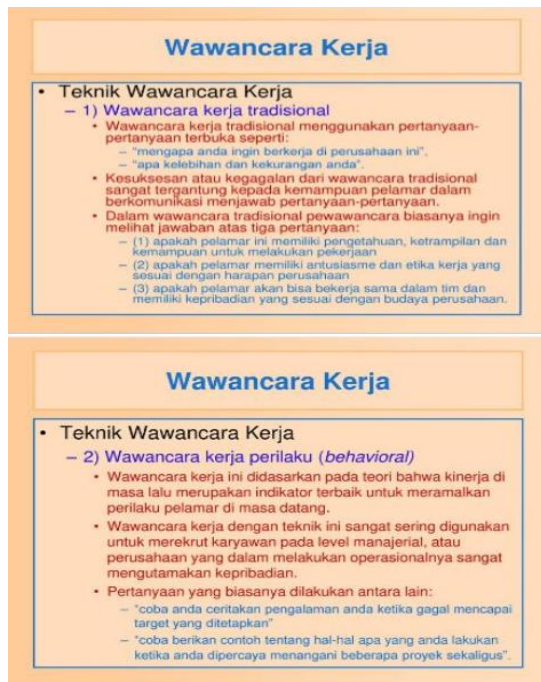 Wawancara Kerja
• Teknik Wawancara Kerja
– 1) Wawancara kerja tradisional
• Wawancara kerja tradisional menggunakan pertanyaan-
pertanyaan terbuka seperti:
– "mengapa anda ingin berkerja di perusahaan ini",
– "apa kelebihan dan kekurangan anda".
• Kesuksesan atau kegagalan dari wawancara tradisional
sangat tergantung kepada kemampuan pelamar dalam
berkomunikasi menjawab pertanyaan-pertanyaan.
• Dalam wawancara tradisional pewawancara biasanya ingin
melihat jawaban atas tiga pertanyaan:
– (1) apakah pelamar ini memiliki pengetahuan, ketrampilan dan
kemampuan untuk melakukan pekerjaan
– (2) apakah pelamar memiliki antusiasme dan etika kerja yang
sesuai dengan harapan perusahaan
– (3) apakah pelamar akan bisa bekerja sama dalam tim dan
memiliki kepribadian yang sesuai dengan budaya perusahaan.
Wawancara Kerja
• Teknik Wawancara Kerja
– 2) Wawancara kerja perilaku (behavioral)
• Wawancara kerja ini didasarkan pada teori bahwa kinerja di
masa lalu merupakan indikator terbaik untuk meramalkan
perilaku pelamar di masa datang.
• Wawancara kerja dengan teknik ini sangat sering digunakan
untuk merekrut karyawan pada level manajerial, atau
perusahaan yang dalam melakukan operasionalnya sangat
mengutamakan kepribadian.
• Pertanyaan yang biasanya dilakukan antara lain:
– "coba anda ceritakan pengalaman anda ketika gagal mencapai
target yang ditetapkan"
– "coba berikan contoh tentang hal-hal apa yang anda lakukan
ketika anda dipercaya menangani beberapa proyek sekaligus".